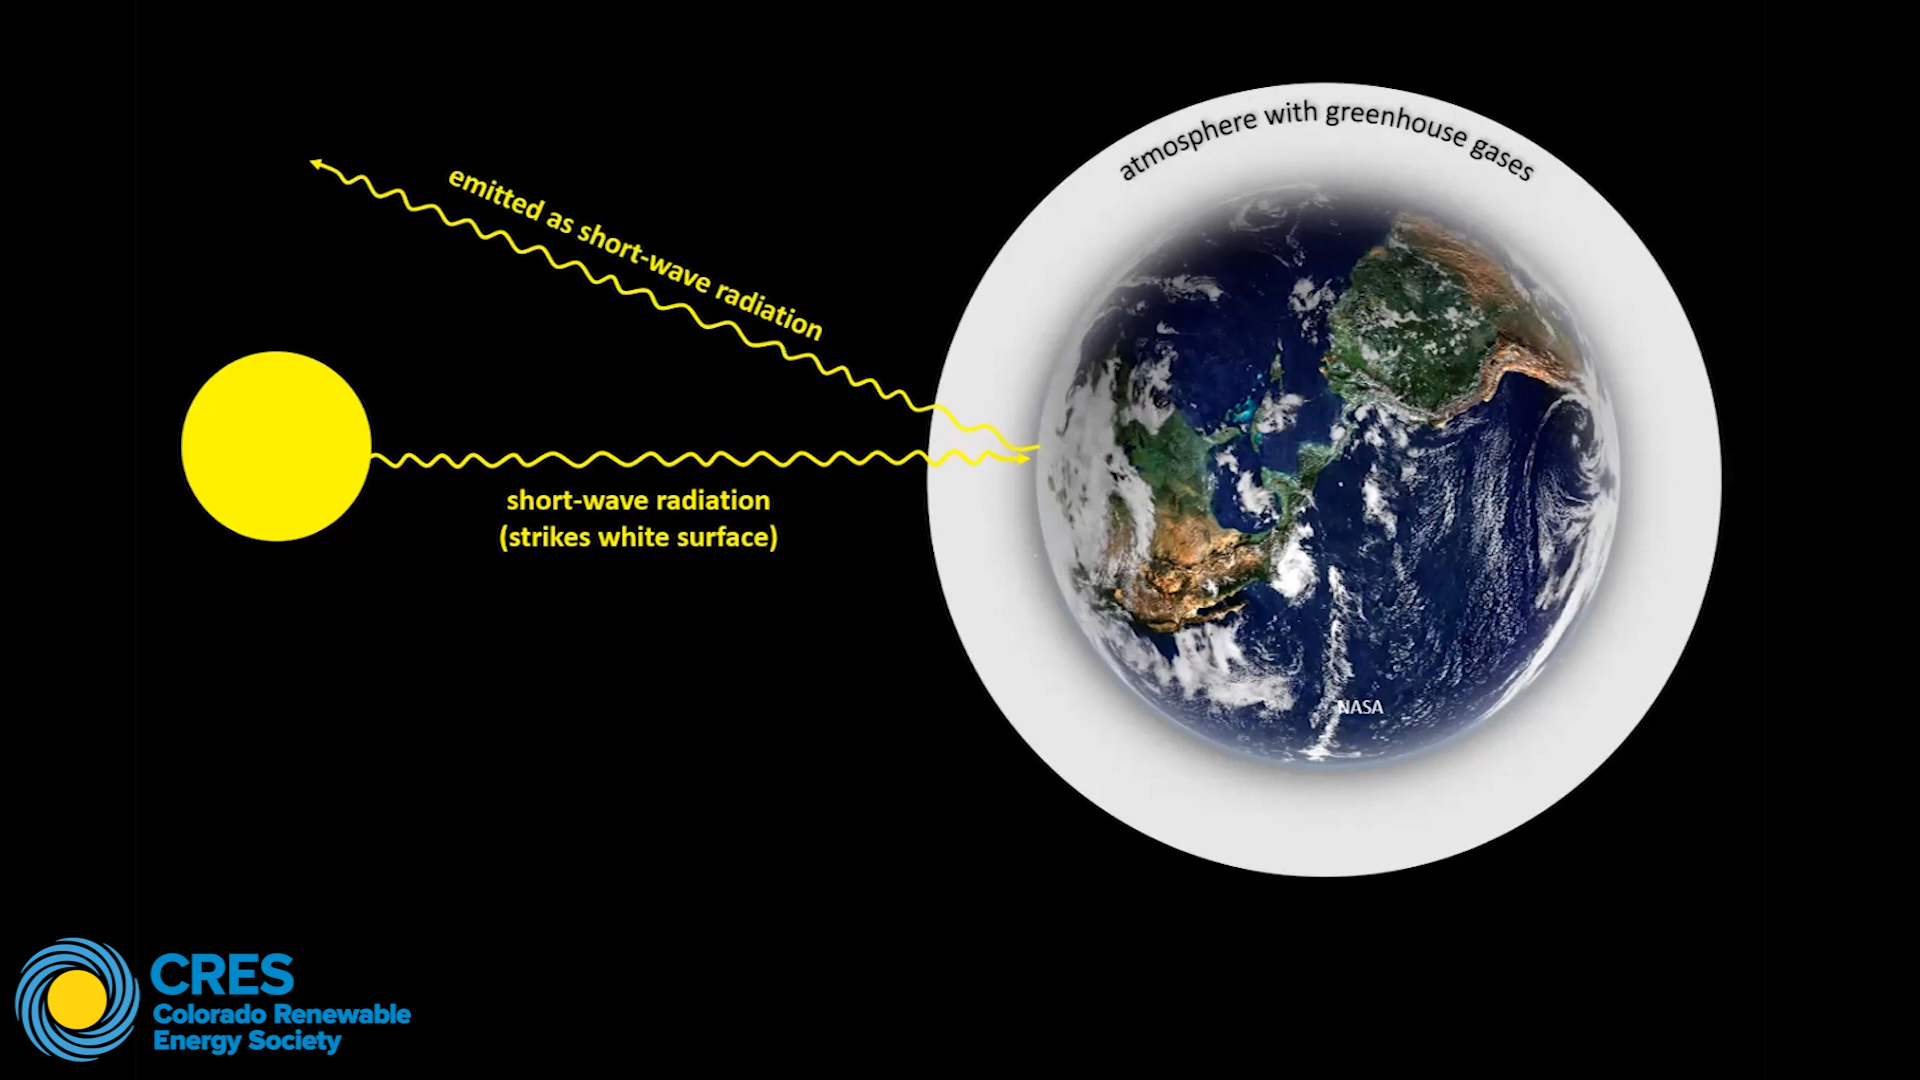 atmosphere with greenhouse gases
emitted as short-wave radiation
short-wave radiation
(strikes white surface)
NASA
CRES
Colorado Renewable
Energy Society